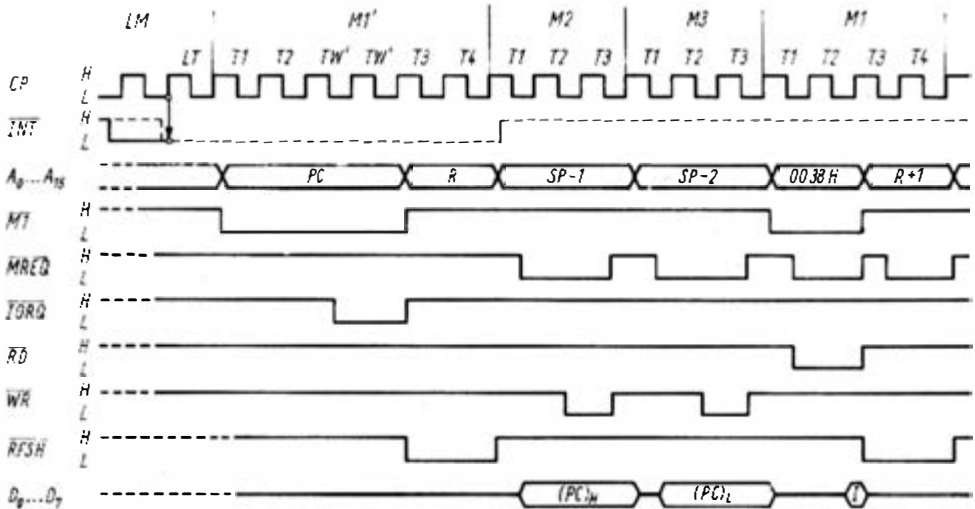 LM M1' M2 M3 M1
LT T1 T2 TW' TW' T3 T4 T1 T2 T3 T1 T2 T3 T1 T2 T3 T4
CP H
L
INT H
L
A₀...A₁₅ PC R SP-1 SP-2 0038H R+1
M1 H
L
MREQ H
L
IORQ H
L
RD H
L
WR H
L
RFSH H
L
D₀...D₇ (PC)H (PC)L I